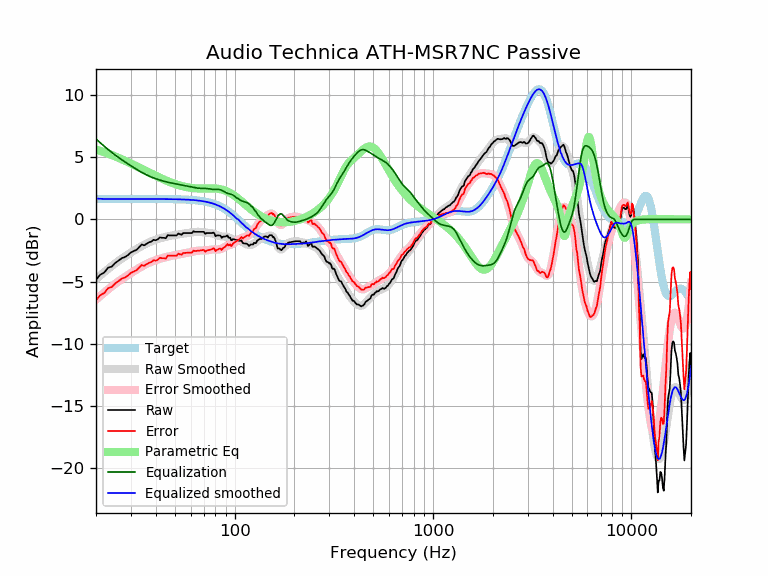 Audio Technica ATH-MSR7NC Passive
10
5
0
−5
−10
−15
−20
Amplitude (dBr)
Target
Raw Smoothed
Error Smoothed
Raw
Error
Parametric Eq
Equalization
Equalized smoothed
100
1000
10000
Frequency (Hz)